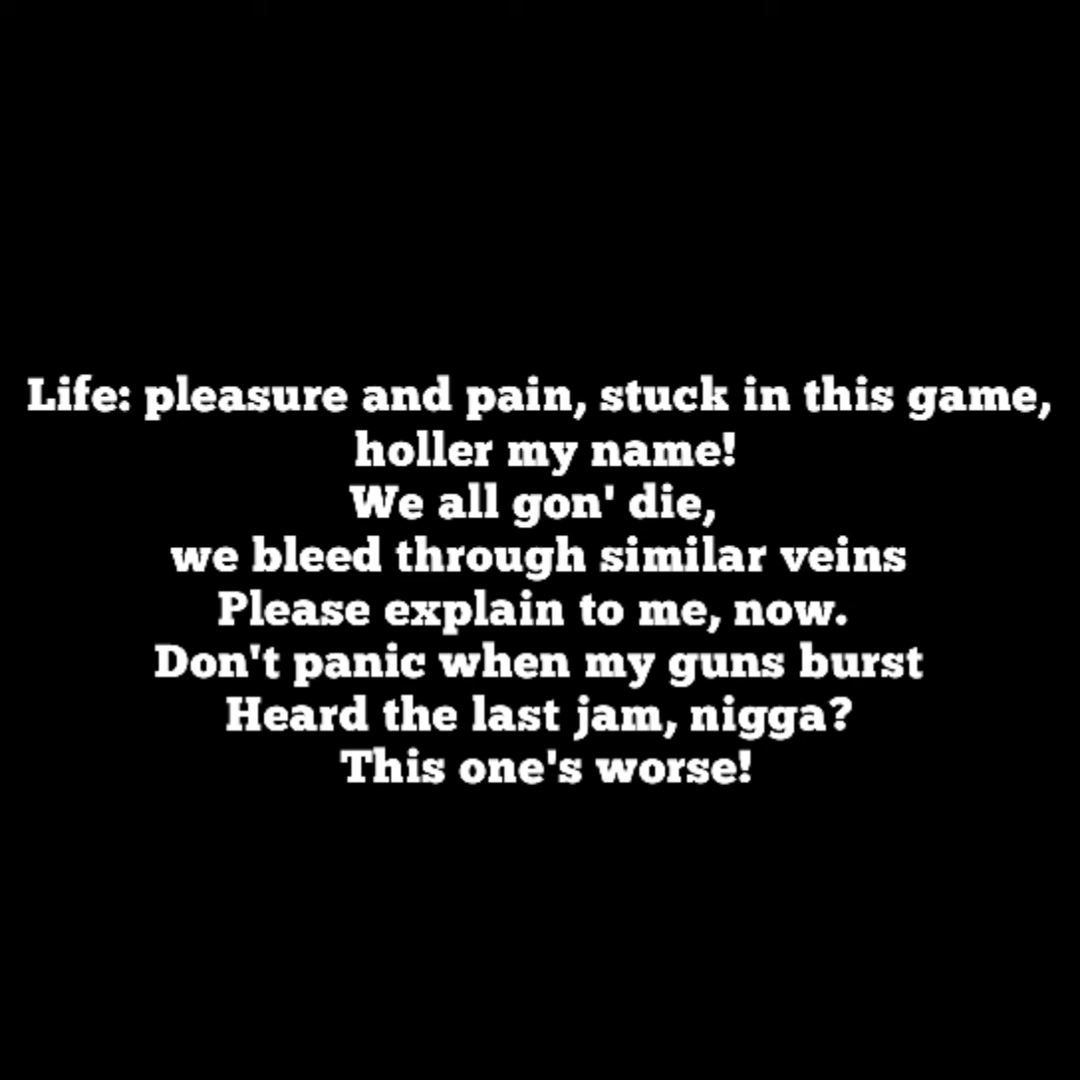 Life: pleasure and pain, stuck in this game,
holler my name!
We all gon' die,
we bleed through similar veins
Please explain to me, now.
Don't panic when my guns burst
Heard the last jam, nigga?
This one's worse!